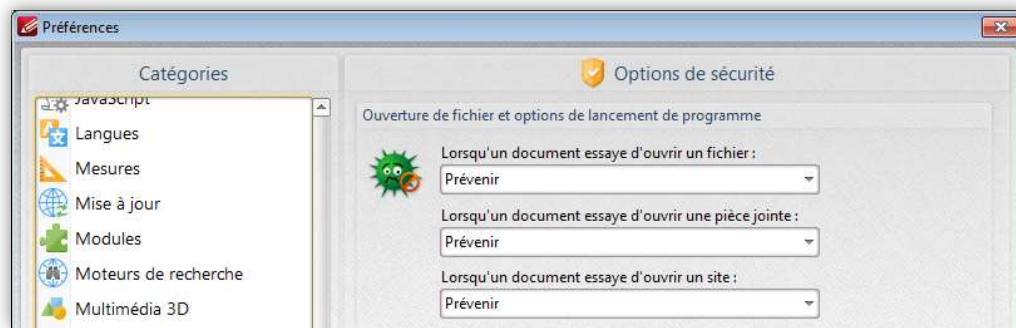 Préférences
Catégories
JavaScript
Langues
Mesures
Mise à jour
Modules
Moteurs de recherche
Multimédia 3D
Options de sécurité
Ouverture de fichier et options de lancement de programme
Lorsqu'un document essaye d'ouvrir un fichier :
Prévenir
Lorsqu'un document essaye d'ouvrir une pièce jointe :
Prévenir
Lorsqu'un document essaye d'ouvrir un site :
Prévenir